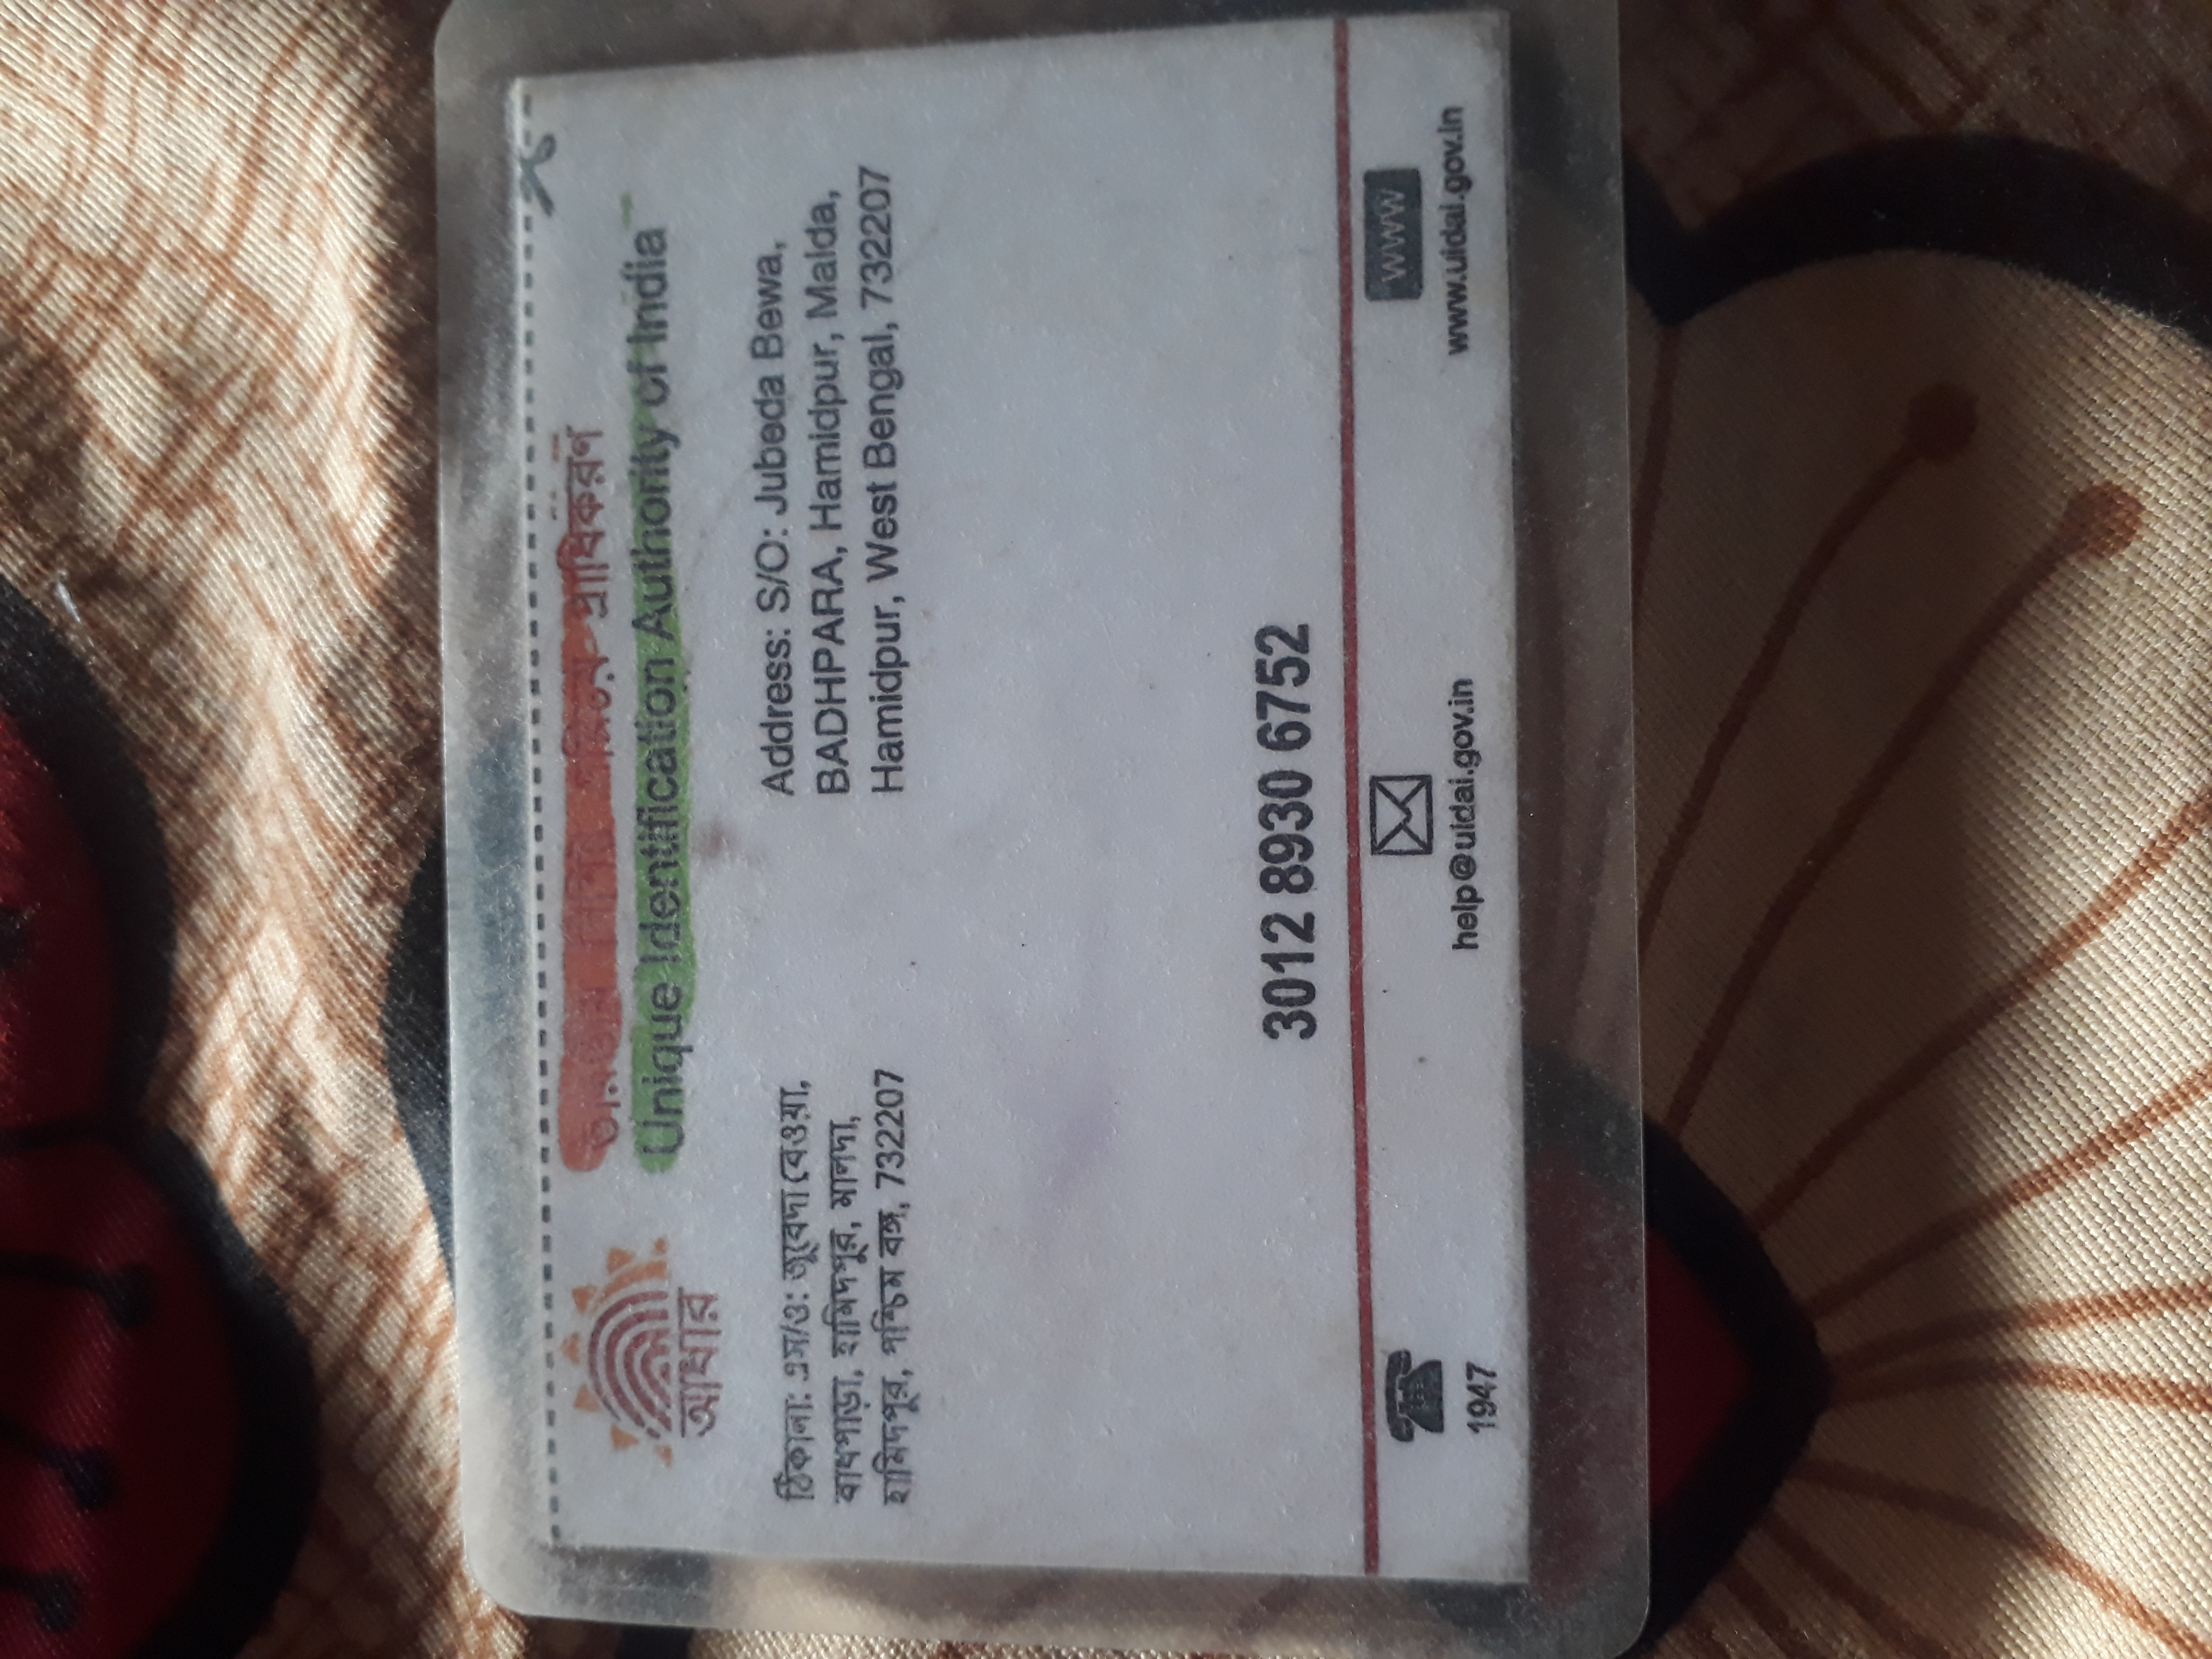 আধার
প্রাধিকরণ
Unique Identification Authority of India
ঠিকানা: এস/ও: জুবেদা বেওয়া,
বাধপাড়া, হামিদপুর, মালদা,
হামিদপুর, পশ্চিম বঙ্গ, 732207
Address: S/O: Jubeda Bewa,
BADHPARA, Hamidpur, Malda,
Hamidpur, West Bengal, 732207
3012 8930 6752
1947
help@uidai.gov.in
WWW
www.uidai.gov.in